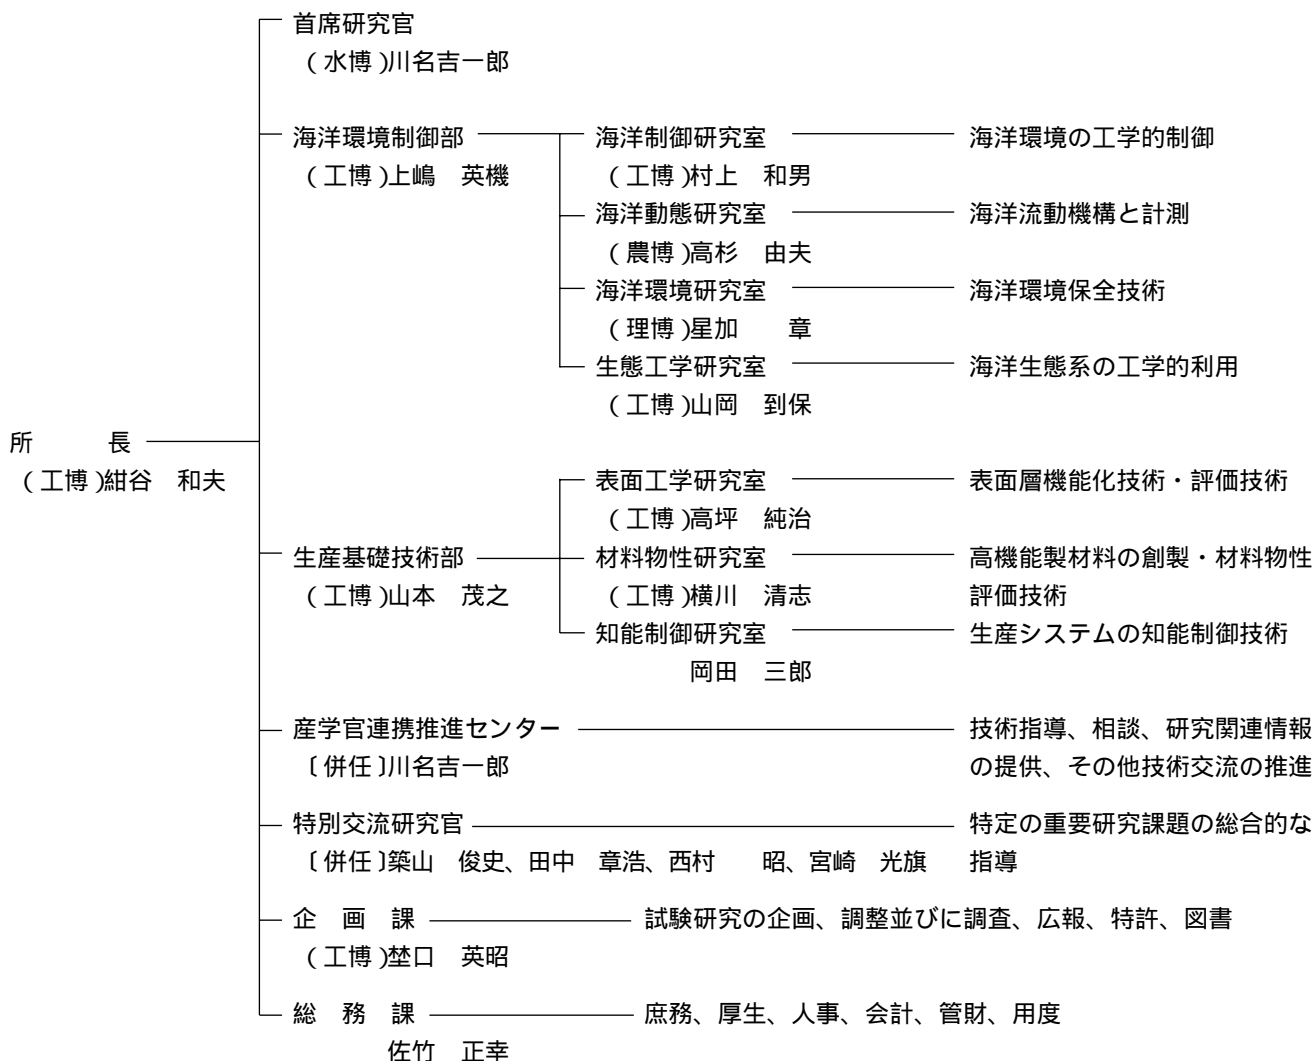 首席研究官
(水博)川名吉一郎
海洋環境制御部 海洋制御研究室 海洋環境の工学的制御
(工博)上嶋 英機 (工博)村上 和男
海洋動態研究室 海洋流動機構と計測
(農博)高杉 由夫
海洋環境研究室 海洋環境保全技術
(理博)星加 章
生態工学研究室 海洋生態系の工学的利用
(工博)山岡 到保
所 長
(工博)紺谷 和夫
表面工学研究室 表面層機能化技術・評価技術
(工博)高坪 純治
生産基礎技術部 材料物性研究室 高機能製材料の創製・材料物性
(工博)山本 茂之 (工博)横川 清志 評価技術
知能制御研究室 生産システムの知能制御技術
岡田 三郎
産学官連携推進センター 技術指導、相談、研究関連情報
〔併任〕川名吉一郎 の提供、その他技術交流の推進
特別交流研究官 特定の重要研究課題の総合的な
〔併任〕築山 俊史、田中 章浩、西村 昭、宮崎 光旗 指導
企 画 課 試験研究の企画、調整並びに調査、広報、特許、図書
(工博)埜口 英昭
総 務 課 庶務、厚生、人事、会計、管財、用度
佐竹 正幸